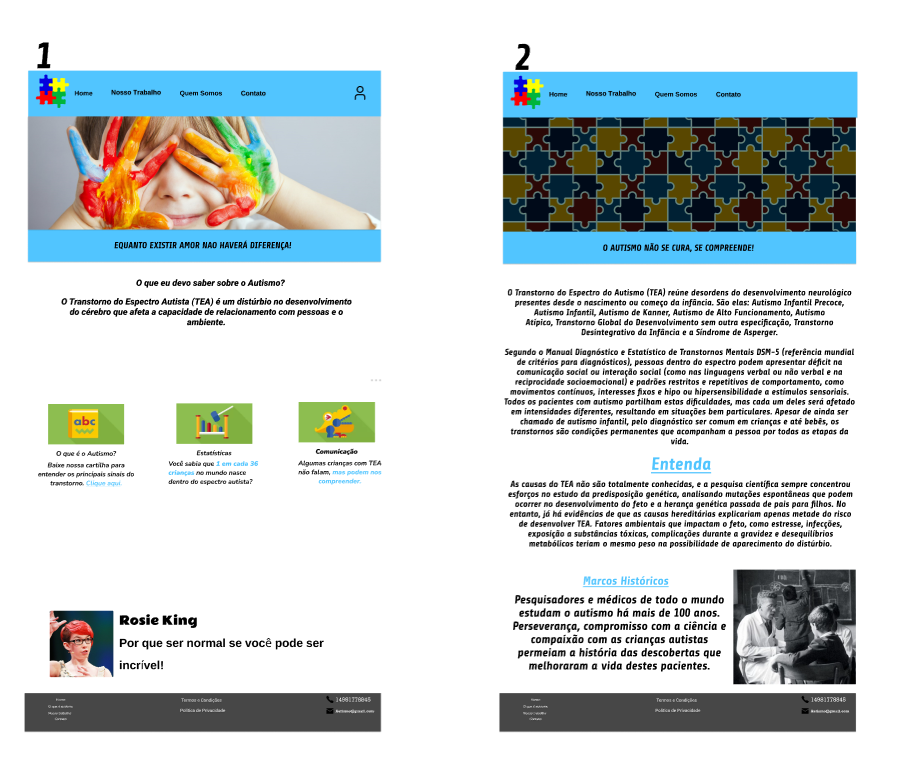 1
Home Nosso Trabalho Quem Somos Contato
EQUANTO EXISTIR AMOR NAO HAVERÁ DIFERENÇA!
O que eu devo saber sobre o Autismo?
O Transtorno do Espectro Autista (TEA) é um distúrbio no desenvolvimento
do cérebro que afeta a capacidade de relacionamento com pessoas e o
ambiente.
abc
O que é o Autismo?
Baixe nossa cartilha para
entender os principais sinais do
transtorno. Clique aqui.
Estatísticas
Você sabia que 1 em cada 36
crianças no mundo nasce
dentro do espectro autista?
Comunicação
Algumas crianças com TEA
não falam, mas podem nos
compreender.
Rosie King
Por que ser normal se você pode ser
incrível!
Home
O que é autismo
Nosso trabalho
Contato
Termos e Condições
Política de Privacidade
14981778845
Autismo@gmail.com
2
Home Nosso Trabalho Quem Somos Contato
O AUTISMO NÃO SE CURA, SE COMPREENDE!
O Transtorno do Espectro do Autismo (TEA) reúne desordens do desenvolvimento neurológico
presentes desde o nascimento ou começo da infância. São elas: Autismo Infantil Precoce,
Autismo Infantil, Autismo de Kanner, Autismo de Alto Funcionamento, Autismo
Atípico, Transtorno Global do Desenvolvimento sem outra especificação, Transtorno
Desintegrativo da Infância e a Síndrome de Asperger.
Segundo o Manual Diagnóstico e Estatístico de Transtornos Mentais DSM-5 (referência mundial
de critérios para diagnósticos), pessoas dentro do espectro podem apresentar déficit na
comunicação social ou interação social (como nas linguagens verbal ou não verbal e na
reciprocidade socioemocional) e padrões restritos e repetitivos de comportamento, como
movimentos contínuos, interesses fixos e hipo ou hipersensibilidade a estímulos sensoriais.
Todos os pacientes com autismo partilham estas dificuldades, mas cada um deles será afetado
em intensidades diferentes, resultando em situações bem particulares. Apesar de ainda ser
chamado de autismo infantil, pelo diagnóstico ser comum em crianças e até bebês, os
transtornos são condições permanentes que acompanham a pessoa por todas as etapas da
vida.
Entenda
As causas do TEA não são totalmente conhecidas, e a pesquisa científica sempre concentrou
esforços no estudo da predisposição genética, analisando mutações espontâneas que podem
ocorrer no desenvolvimento do feto e a herança genética passada de pais para filhos. No
entanto, já há evidências de que as causas hereditárias explicariam apenas metade do risco
de desenvolver TEA. Fatores ambientais que impactam o feto, como estresse, infecções,
exposição a substâncias tóxicas, complicações durante a gravidez e desequilíbrios
metabólicos teriam o mesmo peso na possibilidade de aparecimento do distúrbio.
Marcos Históricos
Pesquisadores e médicos de todo o mundo
estudam o autismo há mais de 100 anos.
Perseverança, compromisso com a ciência e
compaixão com as crianças autistas
permeiam a história das descobertas que
melhoraram a vida destes pacientes.
Home
O que é autismo
Nosso trabalho
Contato
Termos e Condições
Política de Privacidade
14981778845
Autismo@gmail.com